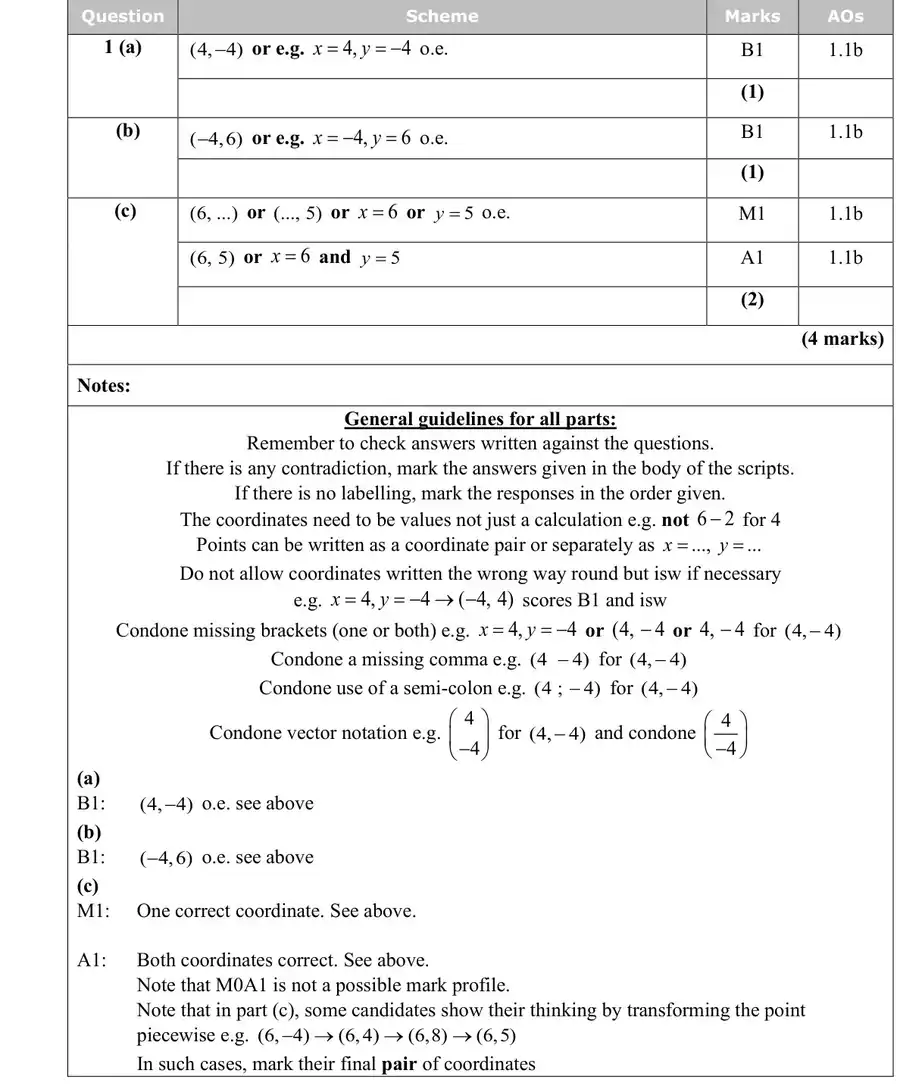 Question Scheme Marks AOs
1 (a) (4,−4) or e.g. x = 4, y = −4 o.e. B1 1.1b
(1)
(b) (−4,6) or e.g. x = −4, y = 6 o.e. B1 1.1b
(1)
(c) (6, ...) or (..., 5) or x = 6 or y = 5 o.e. M1 1.1b
(6, 5) or x = 6 and y = 5 A1 1.1b
(2)
(4 marks)
Notes:
General guidelines for all parts:
Remember to check answers written against the questions.
If there is any contradiction, mark the answers given in the body of the scripts.
If there is no labelling, mark the responses in the order given.
The coordinates need to be values not just a calculation e.g. not 6 − 2 for 4
Points can be written as a coordinate pair or separately as x = ..., y = ...
Do not allow coordinates written the wrong way round but isw if necessary
e.g. x = 4, y = −4 → (−4, 4) scores B1 and isw
Condone missing brackets (one or both) e.g. x = 4, y = −4 or (4, −4 or 4, −4 for (4,−4)
Condone a missing comma e.g. (4 −4) for (4,−4)
Condone use of a semi-colon e.g. (4 ; −4) for (4,−4)
Condone vector notation e.g. (4 / −4) for (4,−4) and condone (4 / −4)
(a)
B1: (4,−4) o.e. see above
(b)
B1: (−4,6) o.e. see above
(c)
M1: One correct coordinate. See above.
A1: Both coordinates correct. See above.
Note that M0A1 is not a possible mark profile.
Note that in part (c), some candidates show their thinking by transforming the point
piecewise e.g. (6,−4) → (6,4) → (6,8) → (6,5)
In such cases, mark their final pair of coordinates